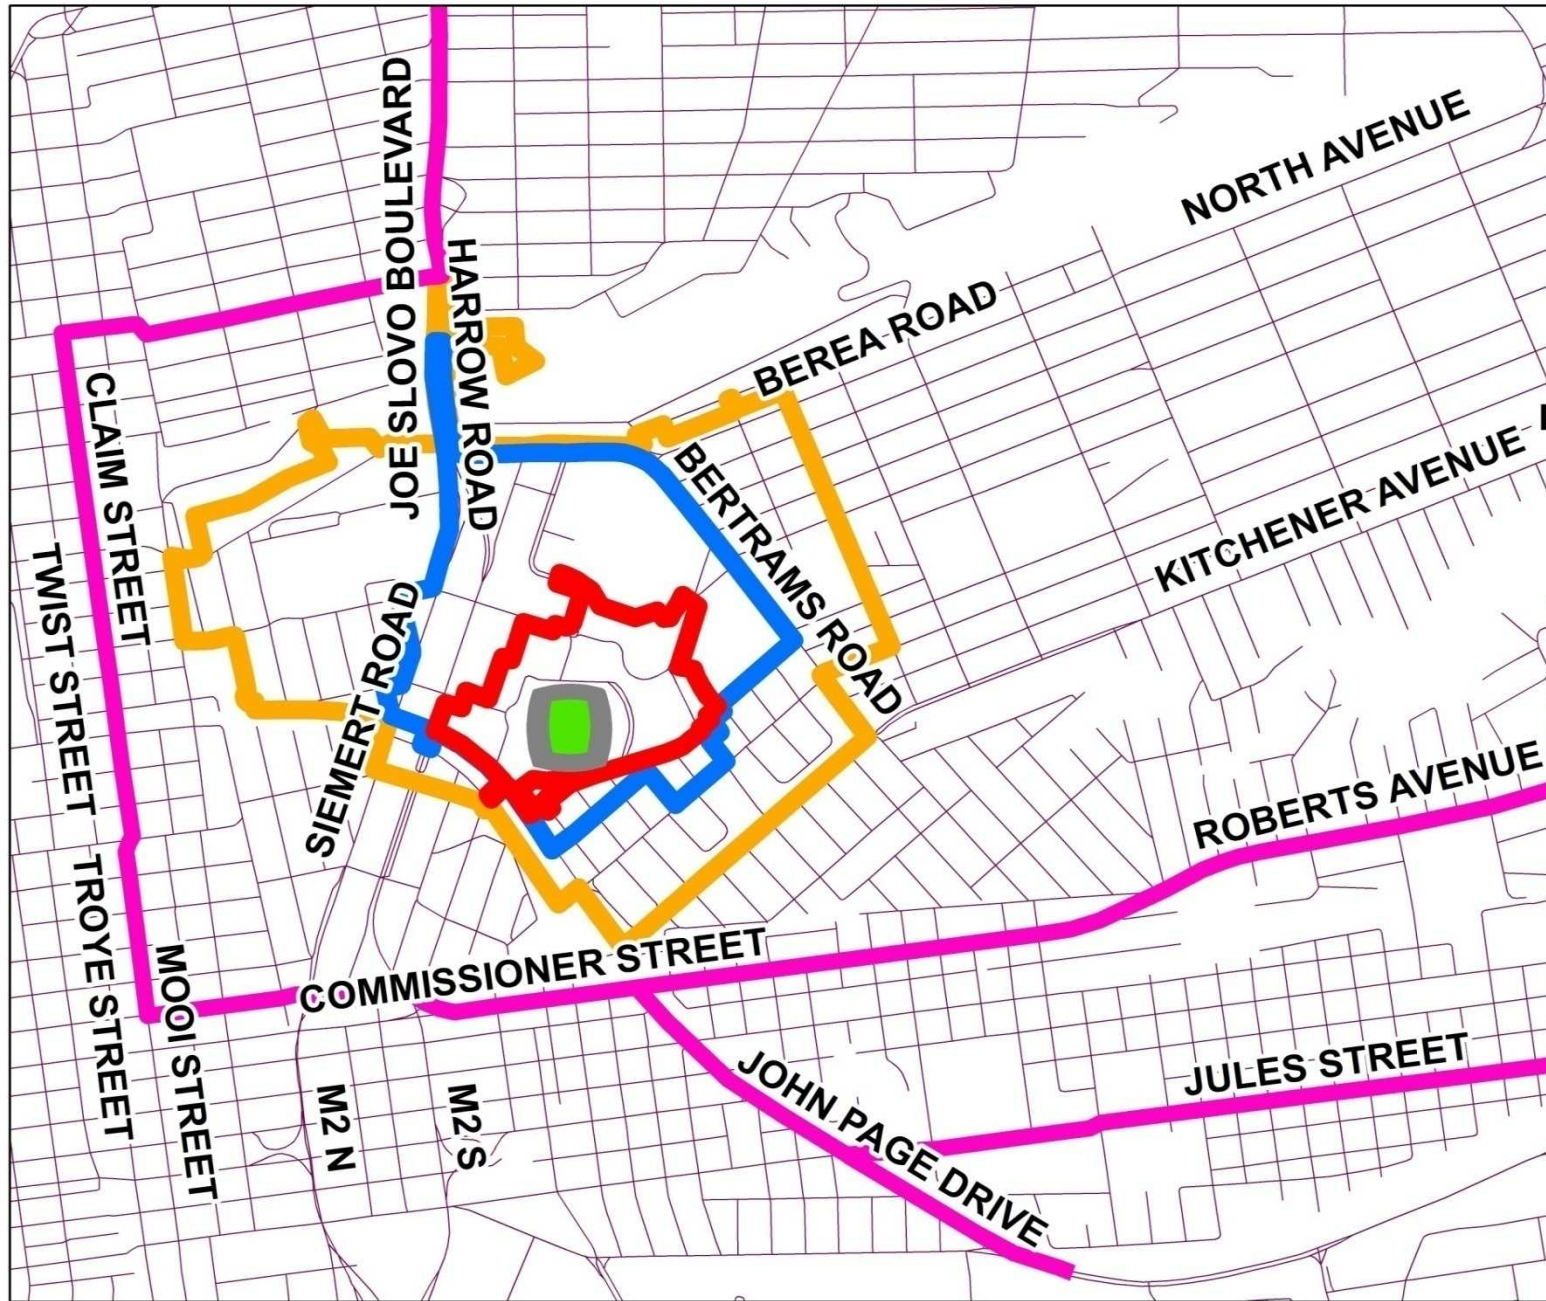 JOE SLOVO BOULEVARD
NORTH AVENUE
HARROW ROAD
BEREA ROAD
CLAIM STREET
BERTRAMS ROAD
KITCHENER AVENUE
TWIST STREET
SIEMERT ROAD
ROBERTS AVENUE
TROYE STREET
MOOI STREET
COMMISSIONER STREET
M2 N
M2 S
JOHN PAGE DRIVE
JULES STREET